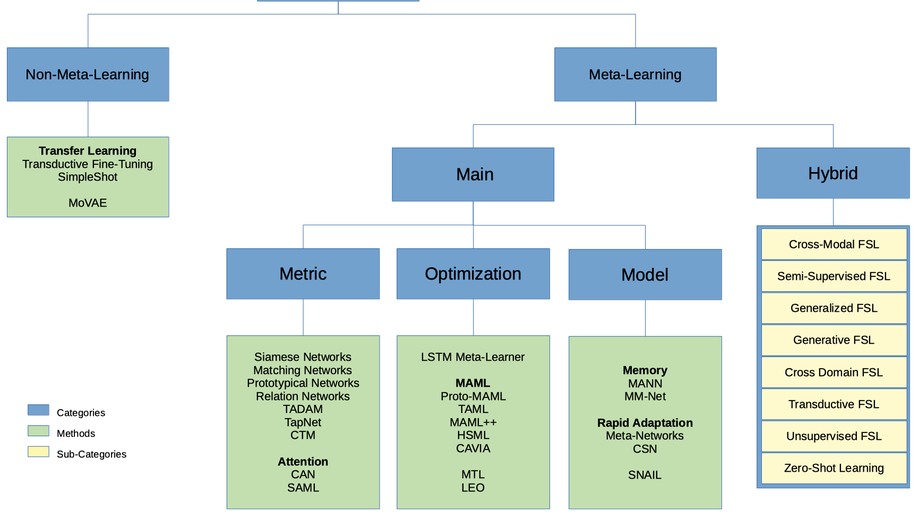 Non-Meta-Learning
Meta-Learning
Transfer Learning
Transductive Fine-Tuning
SimpleShot
MoVAE
Main
Hybrid
Metric
Optimization
Model
Siamese Networks
Matching Networks
Prototypical Networks
Relation Networks
TADAM
TapNet
CTM
Attention
CAN
SAML
LSTM Meta-Learner
MAML
Proto-MAML
TAML
MAML++
HSML
CAVIA
MTL
LEO
Memory
MANN
MM-Net
Rapid Adaptation
Meta-Networks
CSN
SNAIL
Cross-Modal FSL
Semi-Supervised FSL
Generalized FSL
Generative FSL
Cross Domain FSL
Transductive FSL
Unsupervised FSL
Zero-Shot Learning
Categories
Methods
Sub-Categories